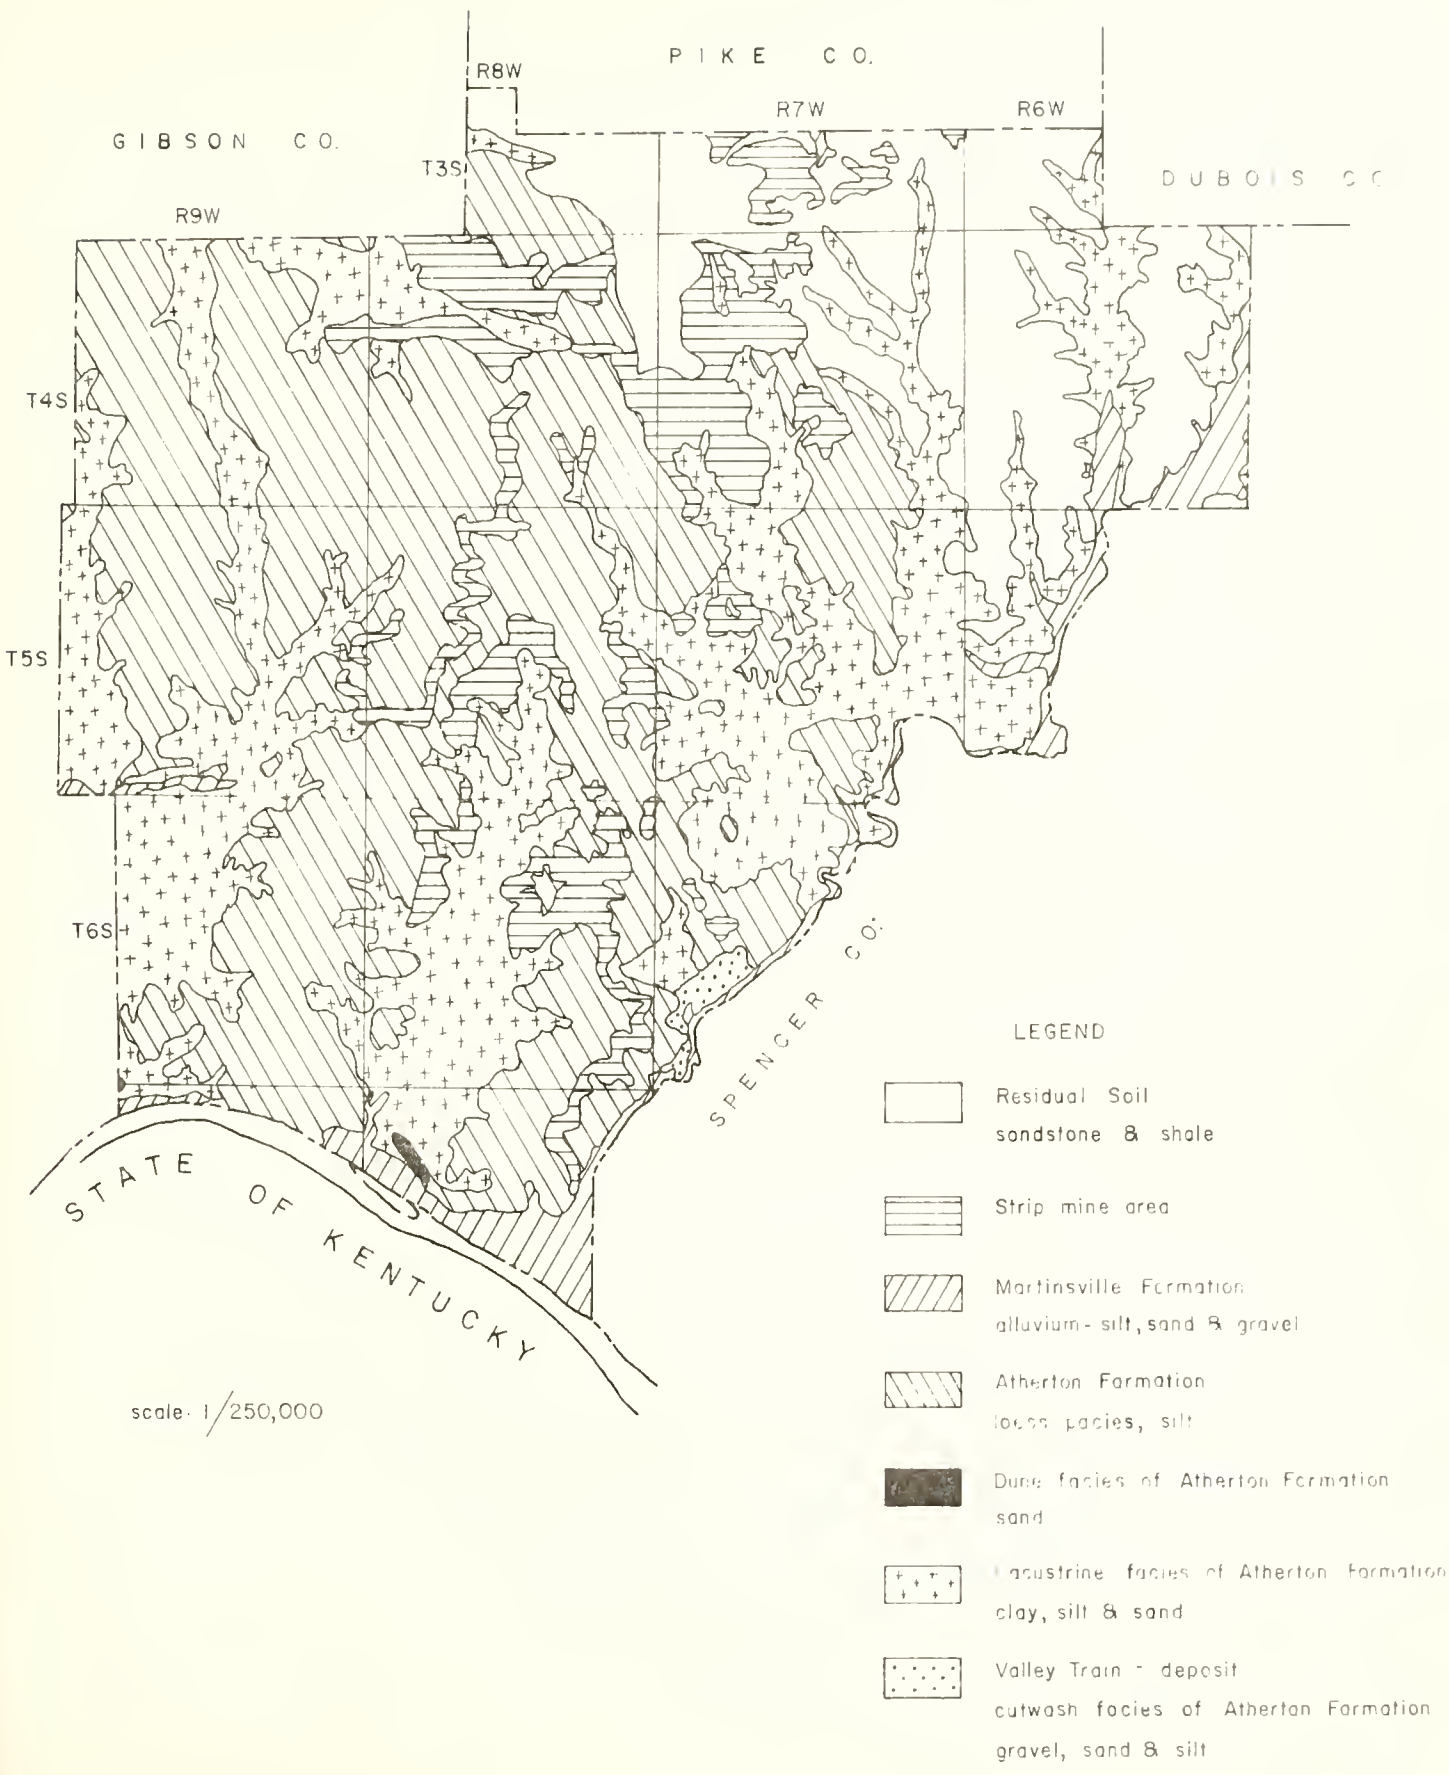 PIKE CO.
R8W
R7W
R6W
GIBSON CO.
T3S
DUBOIS CO
R9W
T4S
T5S
T6S
SPENCER CO.
STATE OF KENTUCKY
scale 1/250,000
LEGEND
Residual Soil
sandstone & shale
Strip mine area
Martinsville Formation
alluvium - silt, sand & gravel
Atherton Formation
loess facies, silt
Dune facies of Atherton Formation
sand
Lacustrine facies of Atherton Formation
clay, silt & sand
Valley Train - deposit
outwash facies of Atherton Formation
gravel, sand & silt